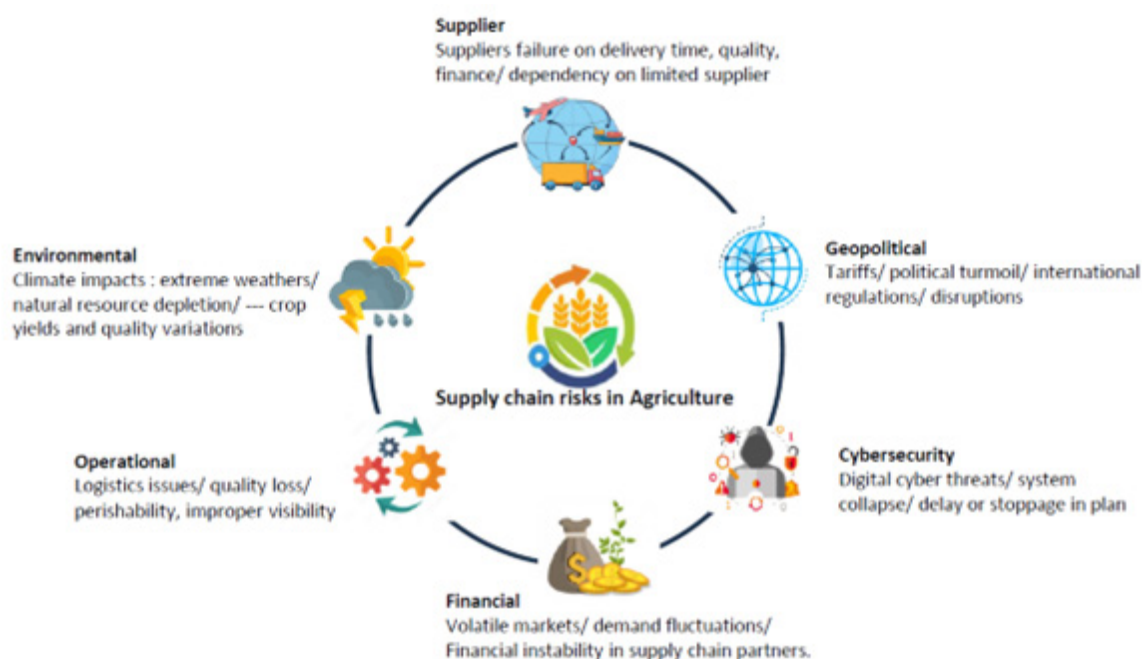 Supplier
Suppliers failure on delivery time, quality,
finance/ dependency on limited supplier
Geopolitical
Tariffs/ political turmoil/ international
regulations/ disruptions
Cybersecurity
Digital cyber threats/ system
collapse/ delay or stoppage in plan
Financial
Volatile markets/ demand fluctuations/
Financial instability in supply chain partners.
Operational
Logistics issues/ quality loss/
perishability, improper visibility
Environmental
Climate impacts : extreme weathers/
natural resource depletion/ --- crop
yields and quality variations
Supply chain risks in Agriculture